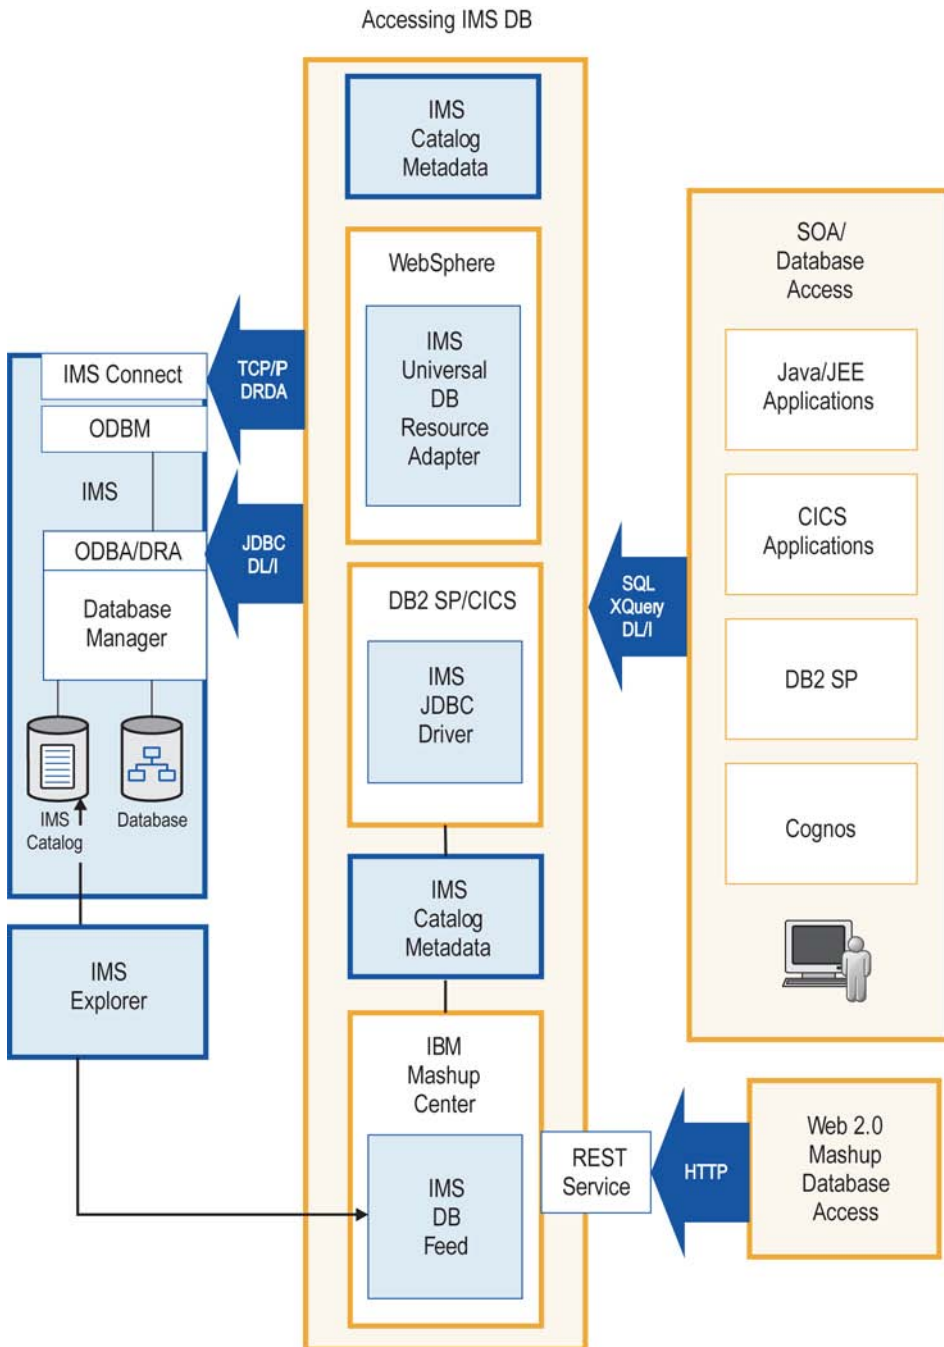 Accessing IMS DB
IMS
Catalog
Metadata
WebSphere
IMS
Universal
DB
Resource
Adapter
DB2 SP/CICS
IMS
JDBC
Driver
IMS
Catalog
Metadata
IBM
Mashup
Center
IMS
DB
Feed
TCP/IP
DRDA
JDBC
DL/I
IMS Connect
ODBM
IMS
ODBA/DRA
Database
Manager
IMS
Catalog
Database
IMS
Explorer
SOA/
Database
Access
Java/JEE
Applications
CICS
Applications
DB2 SP
Cognos
SQL
XQuery
DL/I
REST
Service
HTTP
Web 2.0
Mashup
Database
Access